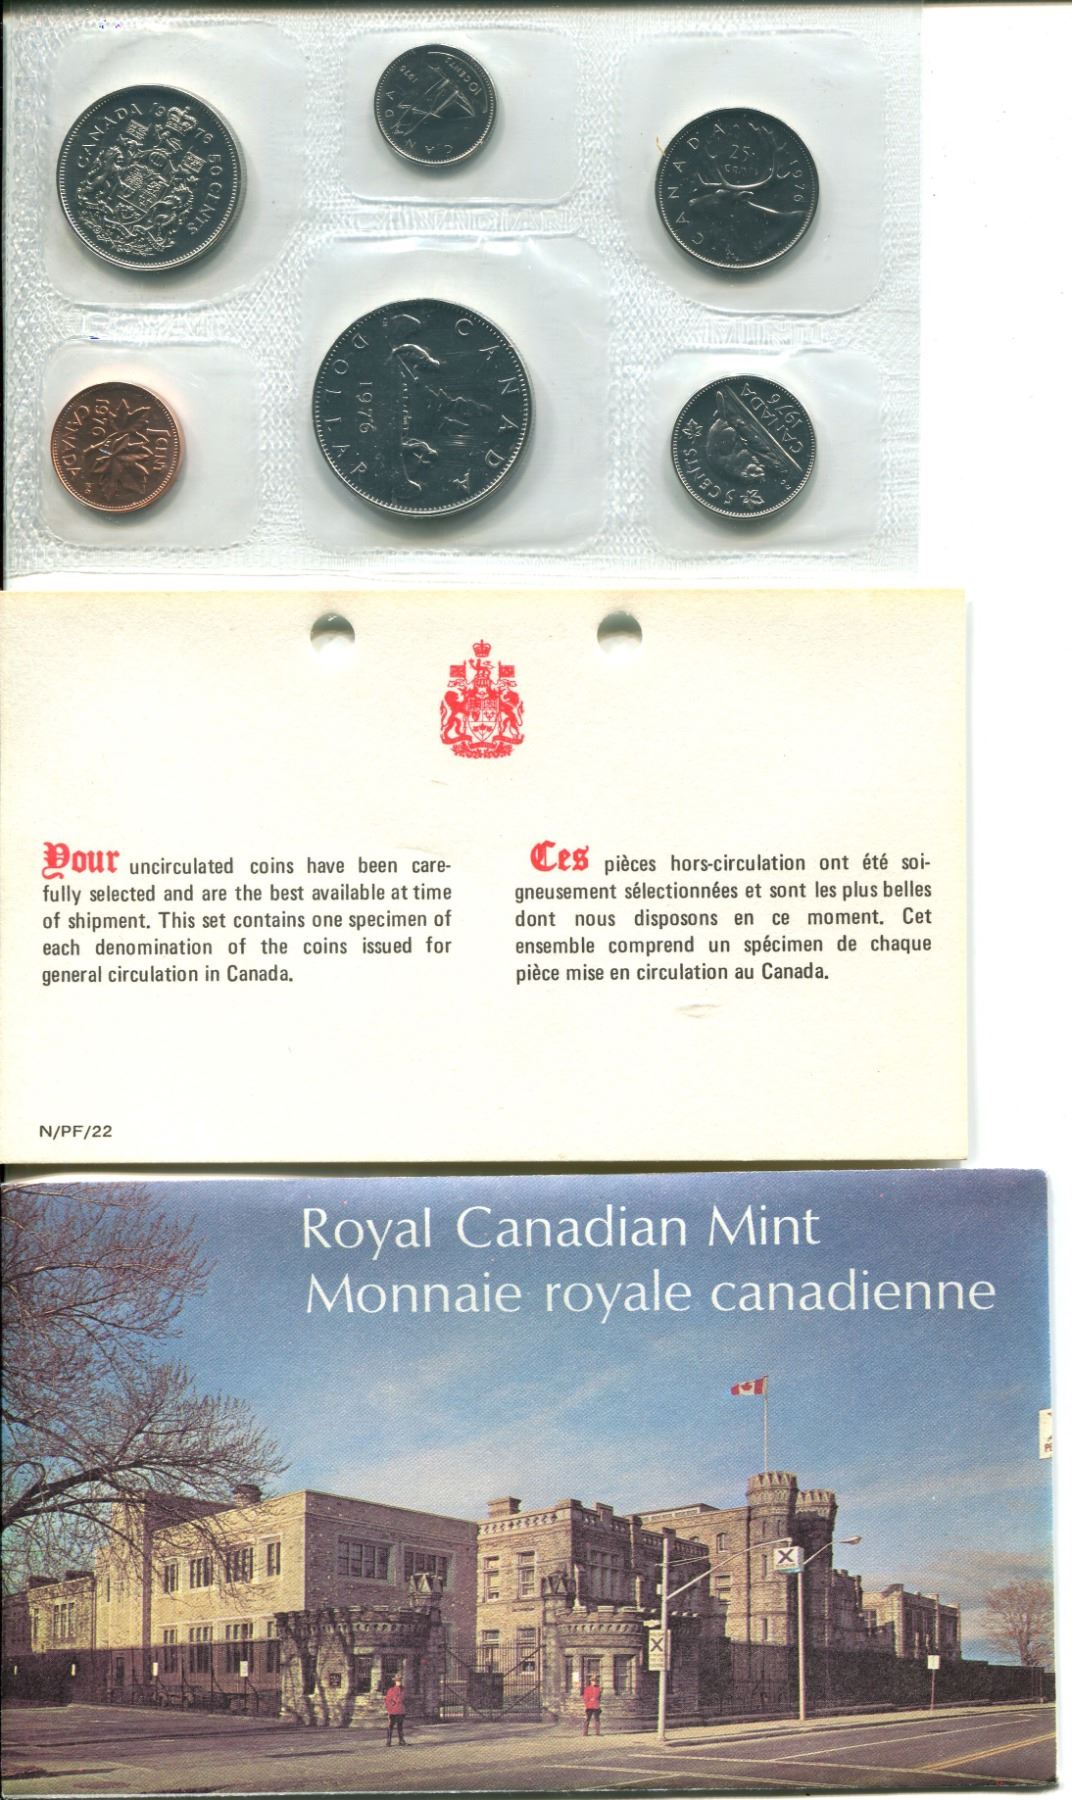 CANADA 1976 50 CENTS
CANADA 1976 10 CENTS
CANADA 25 CENTS 1976
1 CENT 1976 CANADA
CANADA 1976 DOLLAR
CANADA 1976 5 CENTS
ROYAL
MINT
Your uncirculated coins have been care-
fully selected and are the best available at time
of shipment. This set contains one specimen of
each denomination of the coins issued for
general circulation in Canada.
Ces pièces hors-circulation ont été soi-
gneusement sélectionnées et sont les plus belles
dont nous disposons en ce moment. Cet
ensemble comprend un spécimen de chaque
pièce mise en circulation au Canada.
N/PF/22
Royal Canadian Mint
Monnaie royale canadienne
X
X